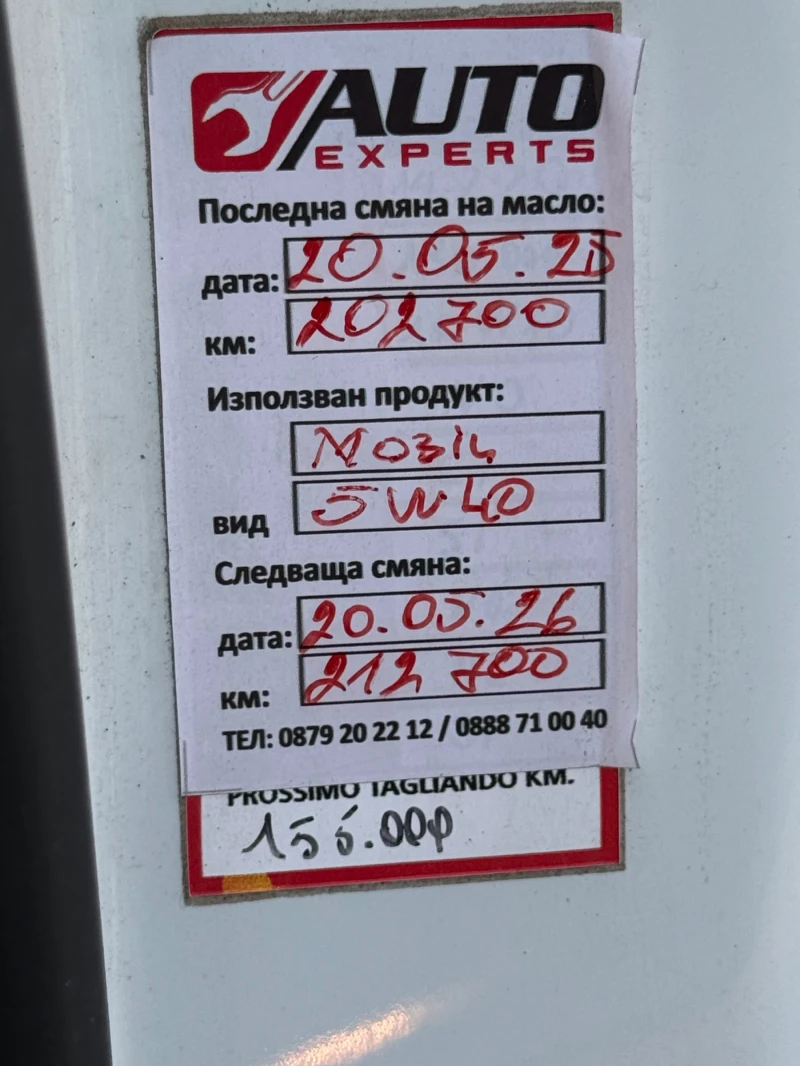 AUTO
EXPERTS
Последна смяна на масло:
дата: 20.05.25
км: 202700
Използван продукт:
Mobil
вид 5W40
Следваща смяна:
дата: 20.05.26
км: 212 700
ТЕЛ: 0879 20 22 12 / 0888 71 00 40
PROSSIMO TAGLIANDO KM.
155.000